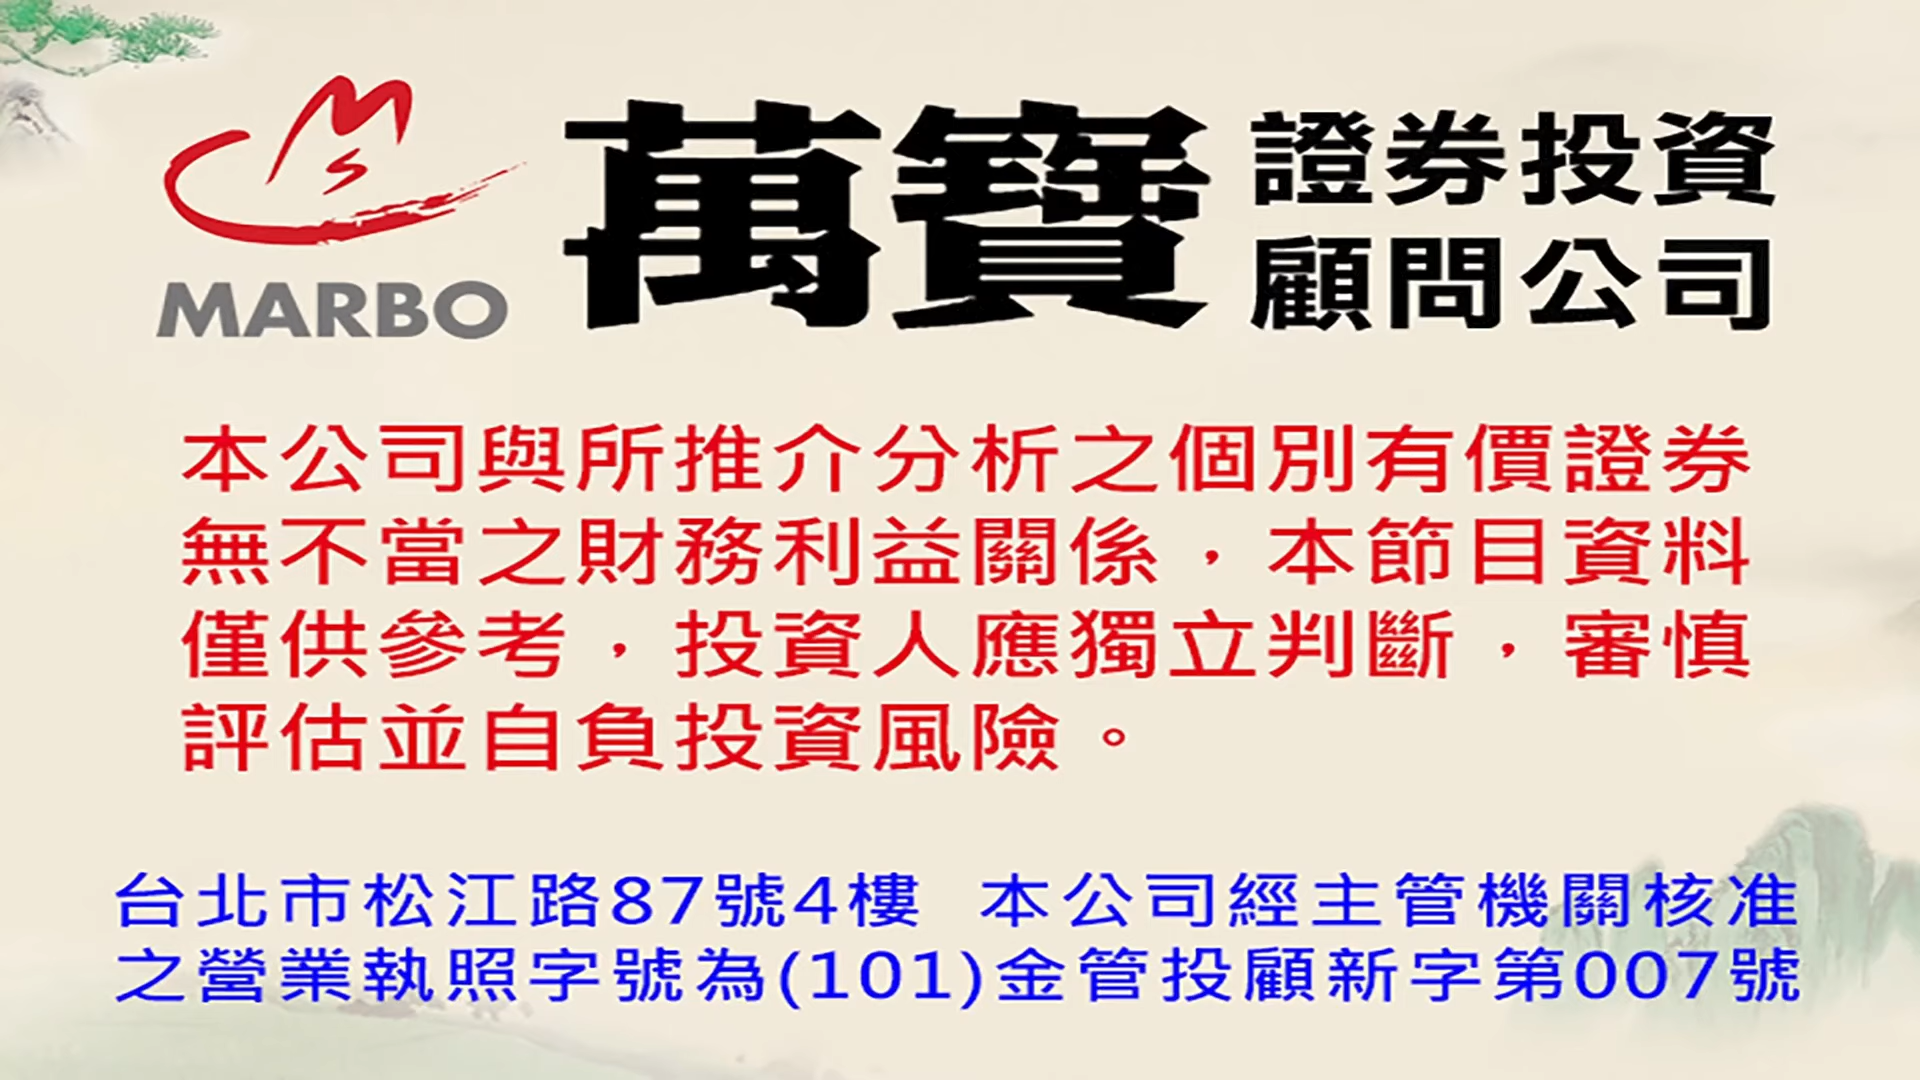 MS
MARBO
萬寶
證券投資
顧問公司
本公司與所推介分析之個別有價證券
無不當之財務利益關係，本節目資料
僅供參考，投資人應獨立判斷，審慎
評估並自負投資風險。
台北市松江路87號4樓 本公司經主管機關核准
之營業執照字號為(101)金管投顧新字第007號